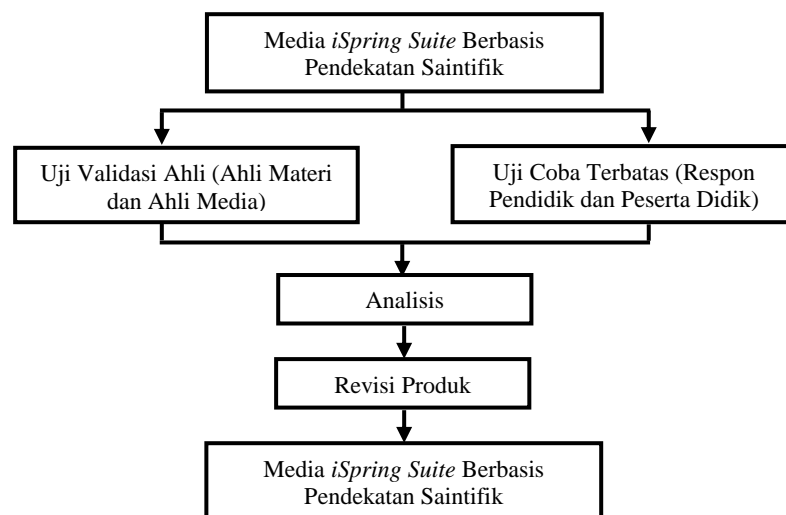 Media iSpring Suite Berbasis
Pendekatan Saintifik
Uji Validasi Ahli (Ahli Materi
dan Ahli Media)
Uji Coba Terbatas (Respon
Pendidik dan Peserta Didik)
Analisis
Revisi Produk
Media iSpring Suite Berbasis
Pendekatan Saintifik